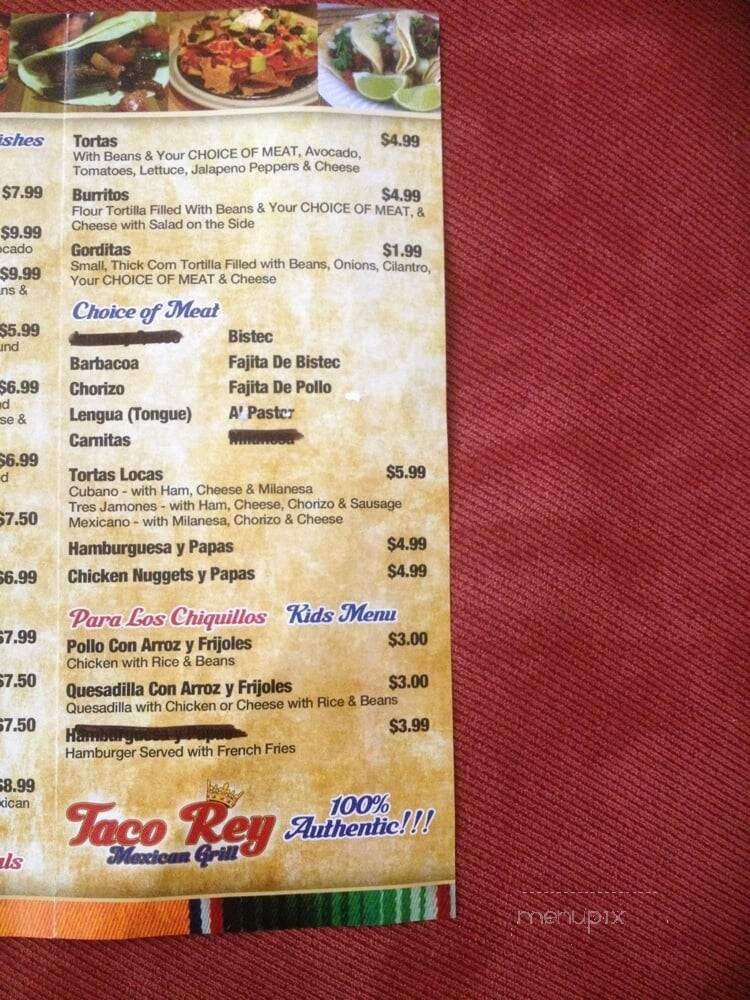 ishes
$7.99
$9.99
ocado
$9.99
ns &
$5.99
und
$6.99
d
se &
$6.99
d
$7.50
$6.99
$7.99
$7.50
$7.50
$8.99
xican
als
Tortas $4.99
With Beans & Your CHOICE OF MEAT, Avocado,
Tomatoes, Lettuce, Jalapeno Peppers & Cheese
Burritos $4.99
Flour Tortilla Filled With Beans & Your CHOICE OF MEAT, &
Cheese with Salad on the Side
Gorditas $1.99
Small, Thick Corn Tortilla Filled with Beans, Onions, Cilantro,
Your CHOICE OF MEAT & Cheese
Choice of Meat
Bistec
Barbacoa Fajita De Bistec
Chorizo Fajita De Pollo
Lengua (Tongue) Al Pastor
Carnitas Milanesa
Tortas Locas $5.99
Cubano - with Ham, Cheese & Milanesa
Tres Jamones - with Ham, Cheese, Chorizo & Sausage
Mexicano - with Milanesa, Chorizo & Cheese
Hamburguesa y Papas $4.99
Chicken Nuggets y Papas $4.99
Para Los Chiquillos Kids Menu
Pollo Con Arroz y Frijoles $3.00
Chicken with Rice & Beans
Quesadilla Con Arroz y Frijoles $3.00
Quesadilla with Chicken or Cheese with Rice & Beans
Hamburguesa y Papas $3.99
Hamburger Served with French Fries
Taco Rey
Mexican Grill
100%
Authentic!!!
menupix